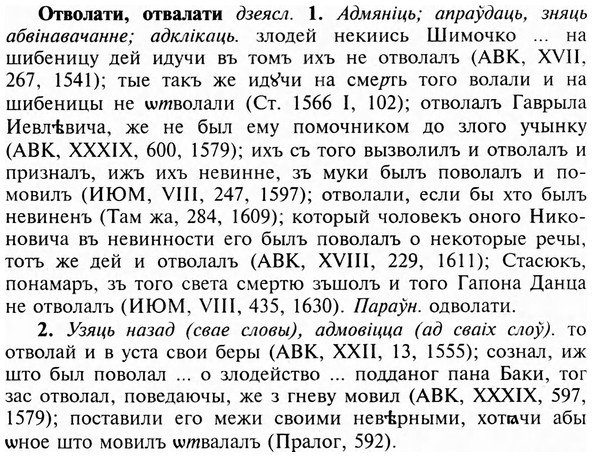 Отволати, отвалати дзеясл. 1. Адмяніць; апраўдаць, зняць
абвінавачанне; адклікаць. злодей некиись Шимочко ... на
шибеницу дей идучи въ томъ ихъ не отволалъ (АВК, XVII,
267, 1541); тые такъ же идꙋчи на смерть того волали и на
шибеницы не ѡтволали (Ст. 1566 I, 102); отволалъ Гаврыла
Иевлѣвича, же не был ему помочником до злого учынку
(АВК, XXXIX, 600, 1579); ихъ съ того вызволилъ и отволалъ и
призналъ, ижъ ихъ невинне, зъ муки былъ поволалъ и по-
мовилъ (ИЮМ, VIII, 247, 1597); отволали, если бы хто былъ
невиненъ (Там жа, 284, 1609); который чоловекъ оного Нико-
новича въ невинности его былъ поволалъ о некоторые речы,
тотъ же дей и отволалъ (АВК, XVIII, 229, 1611); Стасюкъ,
понамаръ, зъ того света смертю зъшолъ и того Гапона Данца
не отволалъ (ИЮМ, VIII, 435, 1630). Параўн. одволати.
2. Узяць назад (свае словы), адмовіцца (ад сваіх слоў). то
отволай и в уста свои беры (АВК, XXII, 13, 1555); сознал, иж
што был поволал ... о злодейство ... подданог пана Баки, тог
зас отволал, поведаючы, же з гневу мовил (АВК, XXXIX, 597,
1579); поставили его межи своими невѣрными, хотꙗчи абы
ѡное што мовилъ ѡтвалалъ (Пралог, 592).